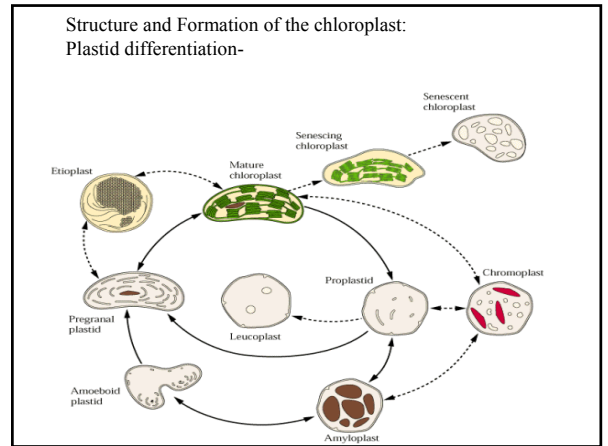 Structure and Formation of the chloroplast:
Plastid differentiation-
Senescent
chloroplast
Senescing
chloroplast
Mature
chloroplast
Etioplast
Chromoplast
Proplastid
Pregranal
plastid
Leucoplast
Amoeboid
plastid
Amyloplast